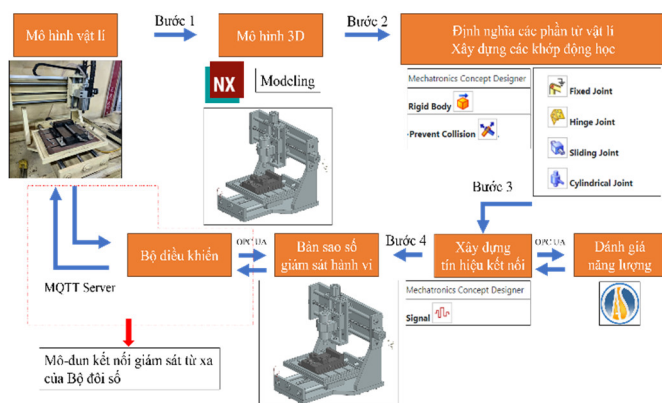 Bước 1
Bước 2
Mô hình vật lí
Mô hình 3D
Định nghĩa các phần tử vật lí
Xây dựng các khớp động học
NX
Modeling
Mechatronics Concept Designer
Rigid Body
Prevent Collision
Fixed Joint
Hinge Joint
Sliding Joint
Cylindrical Joint
Bước 3
Bộ điều khiển
OPC UA
Bản sao số
giám sát hành vi
Bước 4
Xây dựng
tín hiệu kết nối
OPC UA
Đánh giá
năng lượng
MQTT Server
Mechatronics Concept Designer
Signal
Mô-đun kết nối giám sát từ xa
của Bộ đôi số